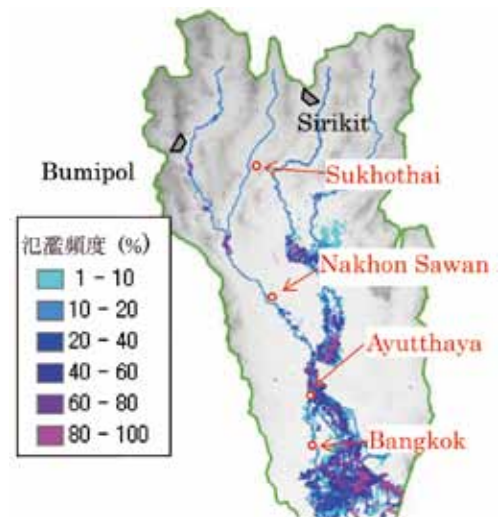 Sirikit
Bumipol
Sukhothai
氾濫頻度 (%)
1 - 10
10 - 20
20 - 40
40 - 60
60 - 80
80 - 100
Nakhon Sawan
Ayutthaya
Bangkok